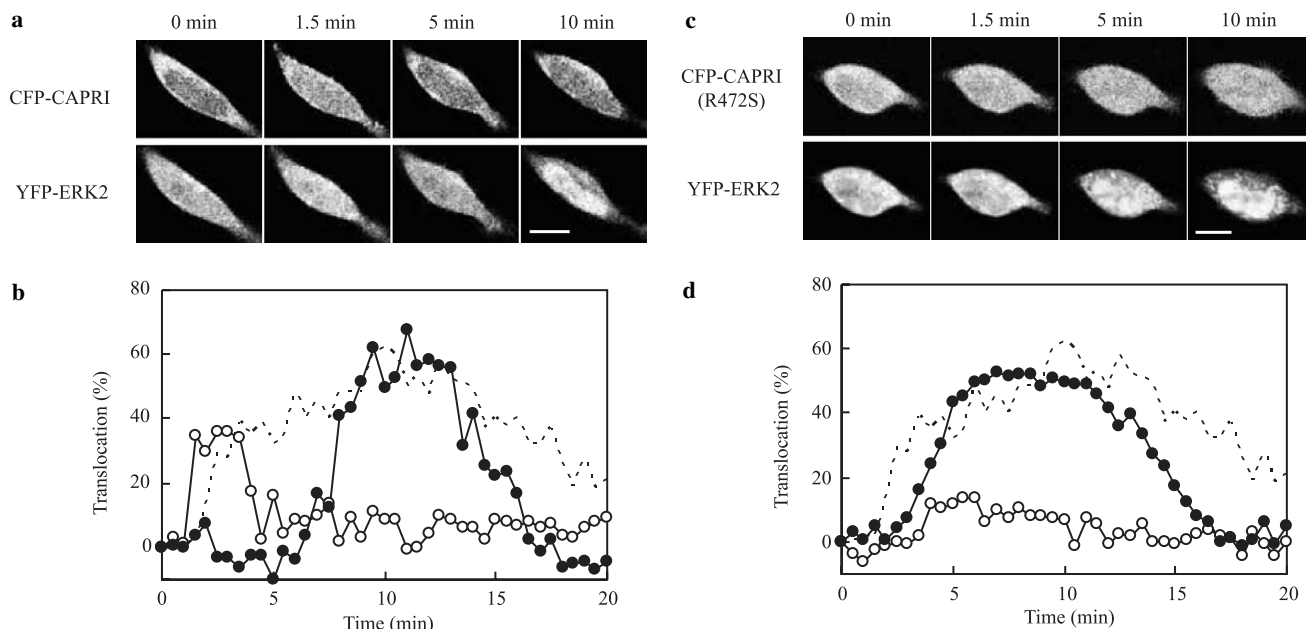 a
0 min 1.5 min 5 min 10 min
CFP-CAPRI
YFP-ERK2
b
80
60
40
20
0
Translocation (%)
0 5 10 15 20
Time (min)
c
0 min 1.5 min 5 min 10 min
CFP-CAPRI
(R472S)
YFP-ERK2
d
80
60
40
20
0
Translocation (%)
0 5 10 15 20
Time (min)